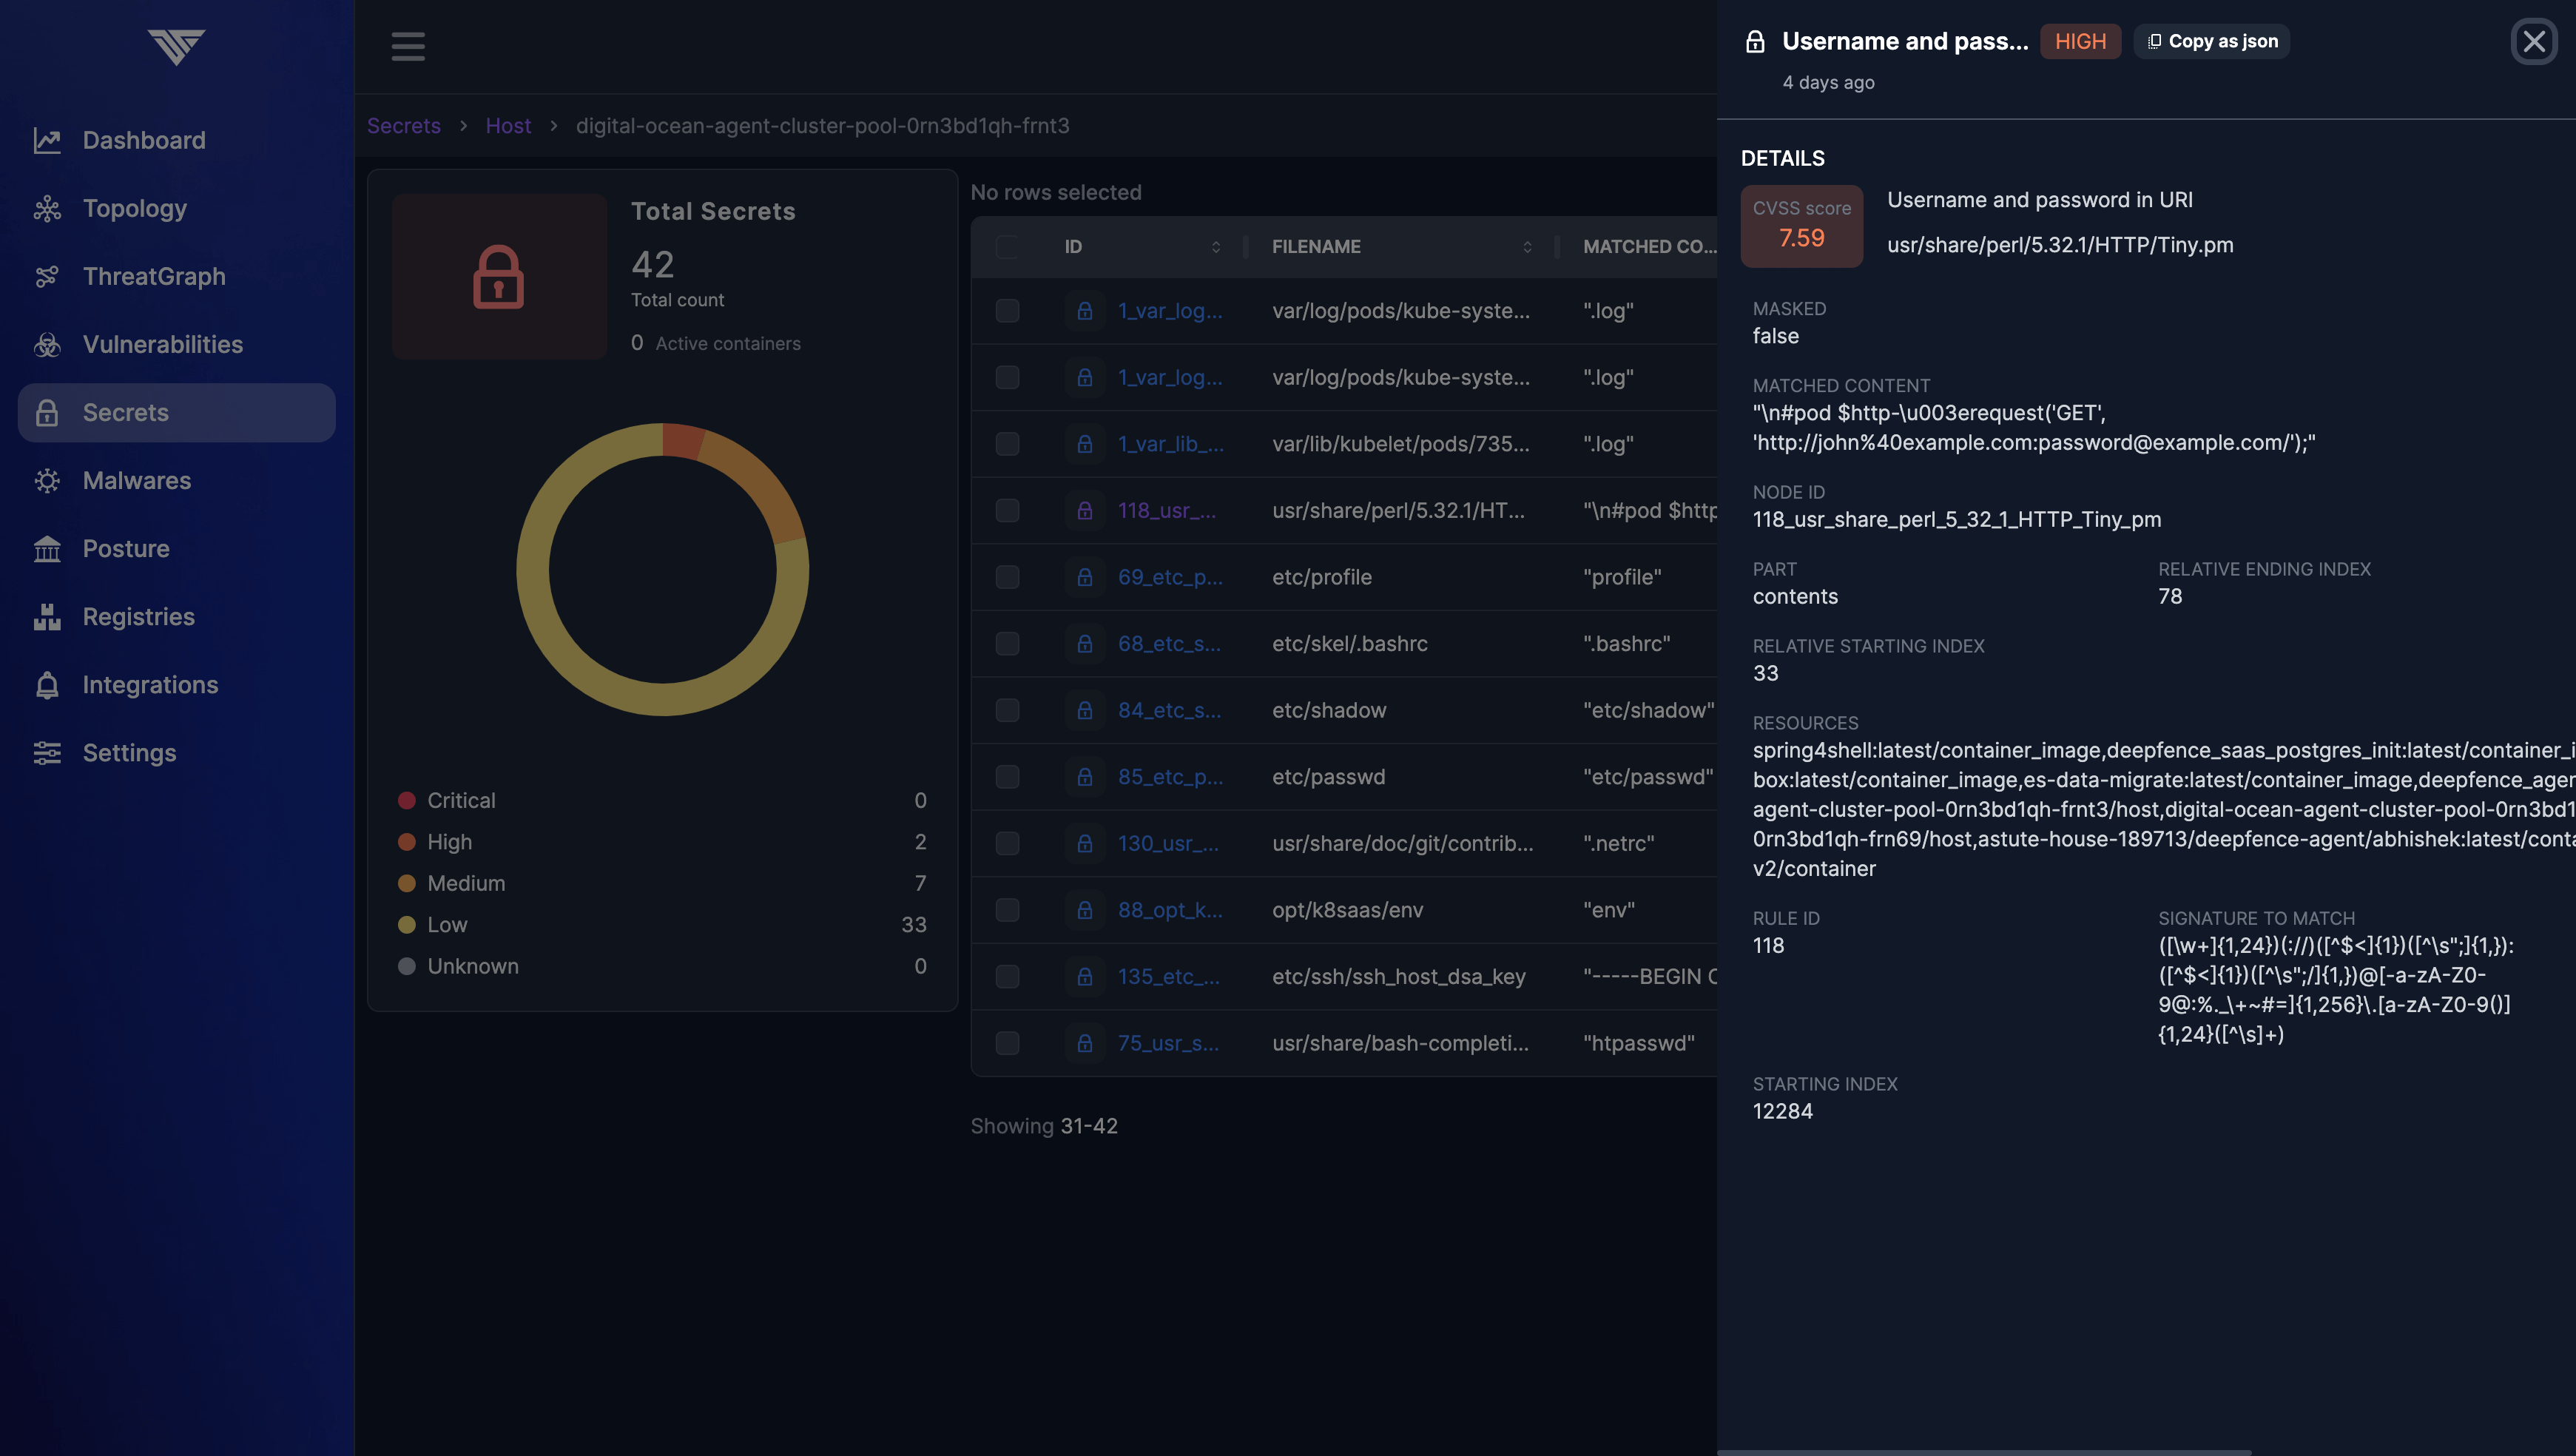 Dashboard
Topology
ThreatGraph
Vulnerabilities
Secrets
Malwares
Posture
Registries
Integrations
Settings
Secrets > Host > digital-ocean-agent-cluster-pool-0rn3bd1qh-frnt3
Total Secrets
42
Total count
0 Active containers
Critical 0
High 2
Medium 7
Low 33
Unknown 0
No rows selected
ID FILENAME MATCHED CO...
1_var_log... var/log/pods/kube-syste... ".log"
1_var_log... var/log/pods/kube-syste... ".log"
1_var_lib_... var/lib/kubelet/pods/735... ".log"
118_usr_... usr/share/perl/5.32.1/HT... "\n#pod $http
69_etc_p... etc/profile "profile"
68_etc_s... etc/skel/.bashrc ".bashrc"
84_etc_s... etc/shadow "etc/shadow"
85_etc_p... etc/passwd "etc/passwd"
130_usr_... usr/share/doc/git/contrib... ".netrc"
88_opt_k... opt/k8saas/env "env"
135_etc_... etc/ssh/ssh_host_dsa_key "-----BEGIN
75_usr_s... usr/share/bash-completi... "htpasswd"
Showing 31-42
Username and pass... HIGH Copy as json
4 days ago
DETAILS
CVSS score
7.59
Username and password in URI
usr/share/perl/5.32.1/HTTP/Tiny.pm
MASKED
false
MATCHED CONTENT
"\n#pod $http-\u003erequest('GET',
'http://john%40example.com:password@example.com/');"
NODE ID
118_usr_share_perl_5_32_1_HTTP_Tiny_pm
PART
contents
RELATIVE ENDING INDEX
78
RELATIVE STARTING INDEX
33
RESOURCES
spring4shell:latest/container_image,deepfence_saas_postgres_init:latest/container_i
box:latest/container_image,es-data-migrate:latest/container_image,deepfence_agen
agent-cluster-pool-0rn3bd1qh-frnt3/host,digital-ocean-agent-cluster-pool-0rn3bd1
0rn3bd1qh-frn69/host,astute-house-189713/deepfence-agent/abhishek:latest/conta
v2/container
RULE ID
118
SIGNATURE TO MATCH
([\w+]{1,24})(://)([^$<]{1})([^\s";]{1,}):
([^$<]{1})([^\s";/]{1,})@[-a-zA-Z0-
9@:%._\+~#=]{1,256}\.[a-zA-Z0-9()]
{1,24}([^\s]+)
STARTING INDEX
12284